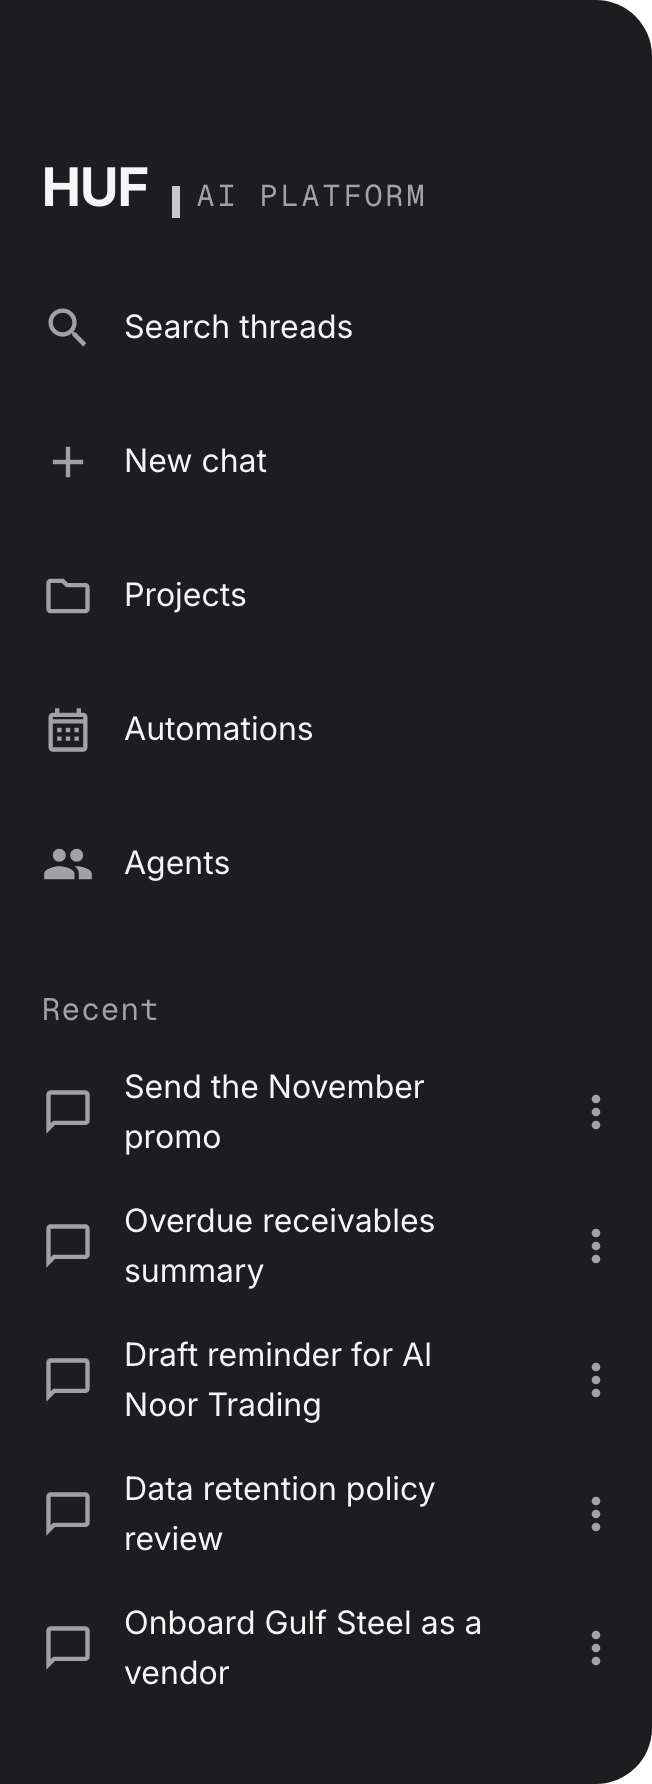 HUF AI PLATFORM
Search threads
New chat
Projects
Automations
Agents
Recent
Send the November
promo
Overdue receivables
summary
Draft reminder for Al
Noor Trading
Data retention policy
review
Onboard Gulf Steel as a
vendor